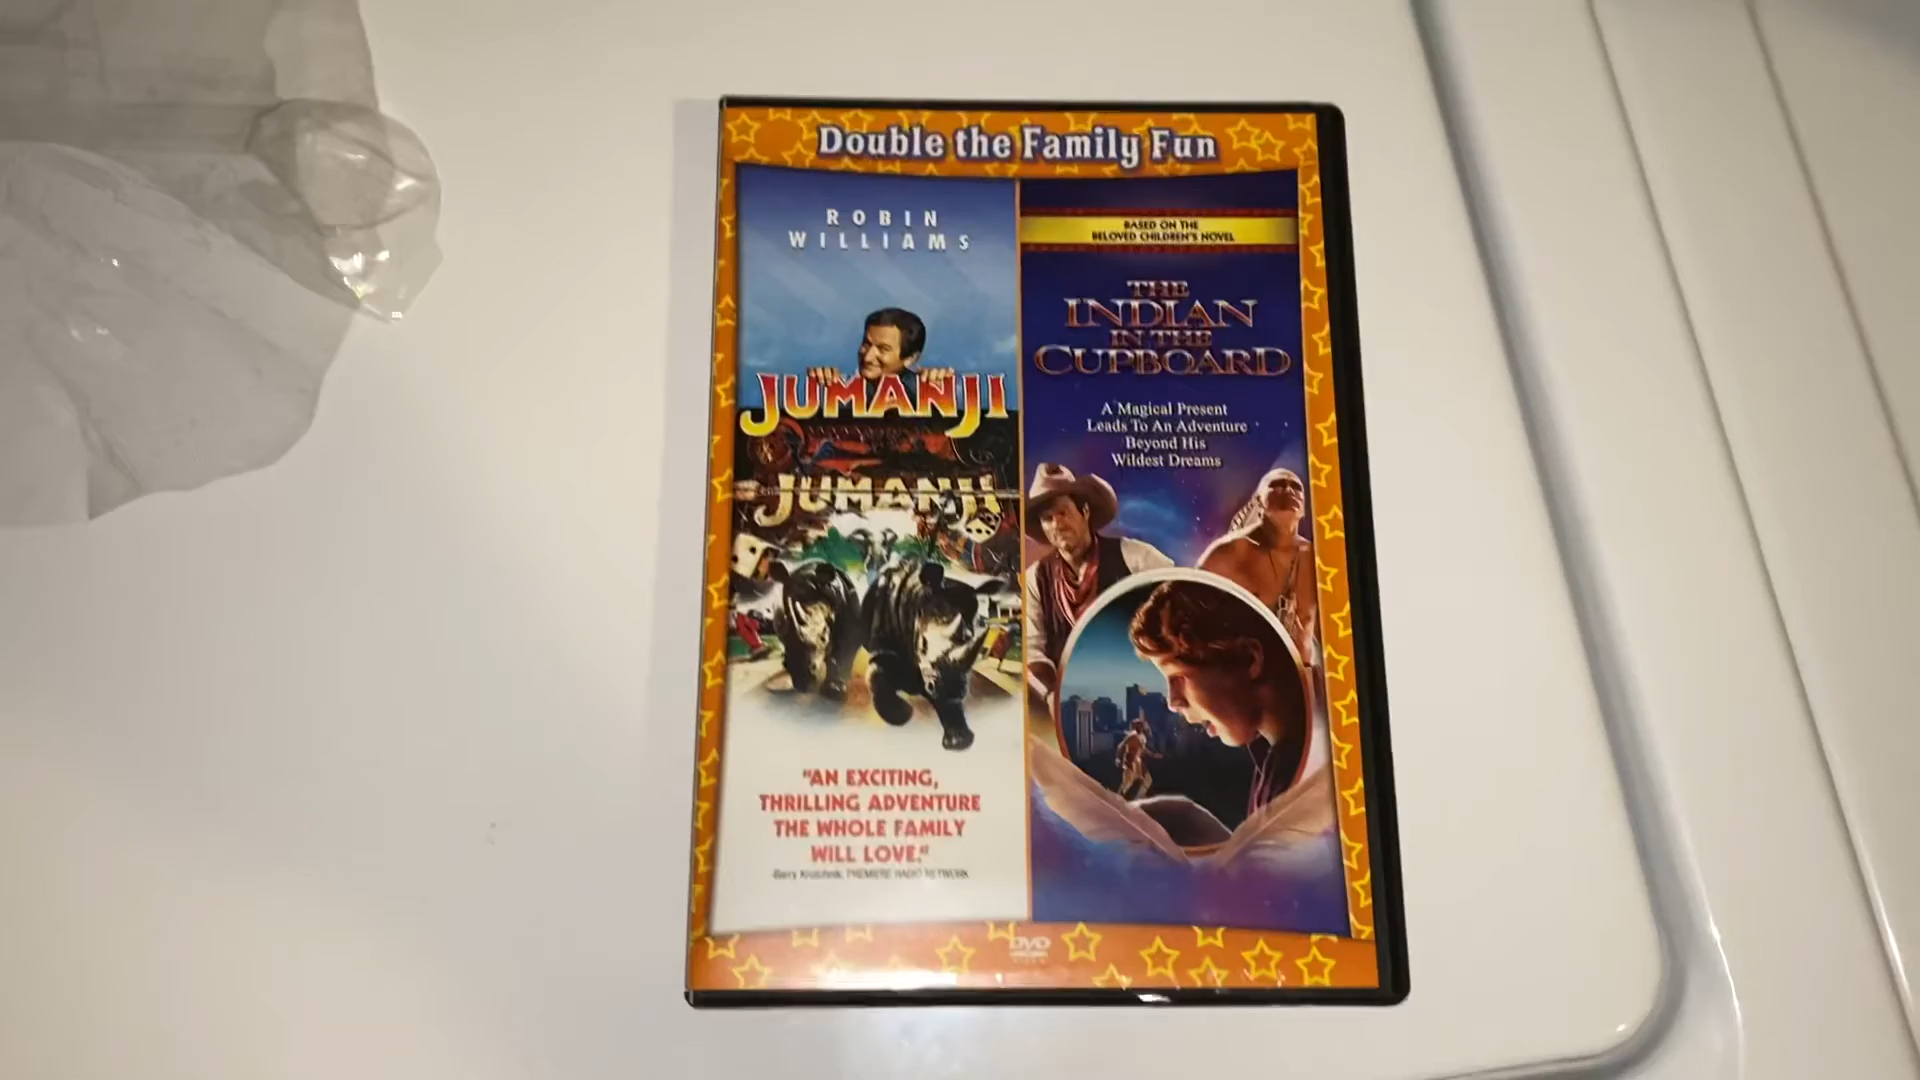 Double the Family Fun
ROBIN
WILLIAMS
JUMANJI
JUMANJI
"AN EXCITING,
THRILLING ADVENTURE
THE WHOLE FAMILY
WILL LOVE."
PREMIERE RADIO NETWORK
BASED ON THE
BELOVED CHILDREN'S NOVEL
THE
INDIAN
IN THE
CUPBOARD
A Magical Present
Leads To An Adventure
Beyond His
Wildest Dreams
DVD